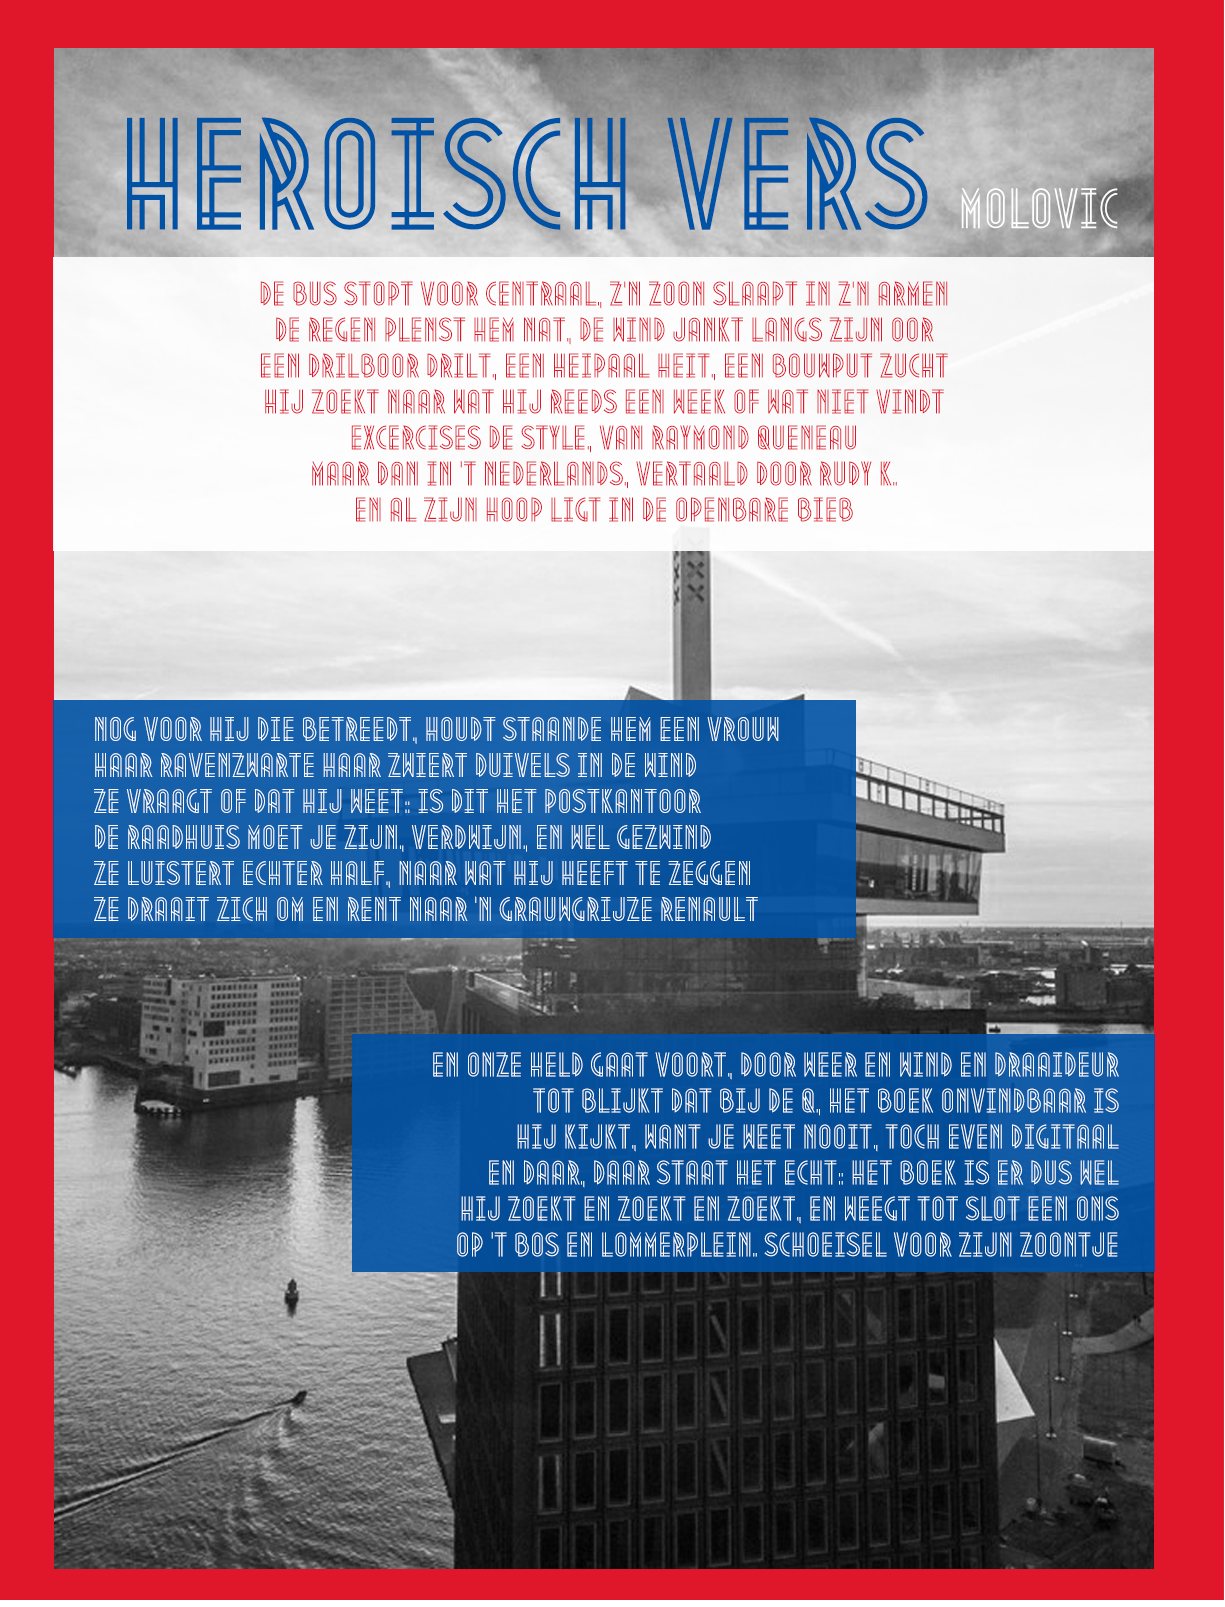 HEROISCH VERS MOLOVIC
DE BUS STOPT VOOR CENTRAAL, Z'N ZOON SLAAPT IN Z'N ARMEN
DE REGEN PLENST HEM NAT, DE WIND JANKT LANGS ZIJN OOR
EEN DRILBOOR DRILT, EEN HEIPAAL HEIT, EEN BOUWPUT ZUCHT
HIJ ZOEKT NAAR WAT HIJ REEDS EEN WEEK OF WAT NIET VINDT
EXCERCISES DE STYLE, VAN RAYMOND QUENEAU
MAAR DAN IN 'T NEDERLANDS, VERTAALD DOOR RUDY K.
EN AL ZIJN HOOP LIGT IN DE OPENBARE BIEB
XXX
NOG VOOR HIJ DIE BETREEDT, HOUDT STAANDE HEM EEN VROUW
HAAR RAVENZWARTE HAAR ZWIERT DUIVELS IN DE WIND
ZE VRAAGT OF DAT HIJ WEET: IS DIT HET POSTKANTOOR
DE RAADHUIS MOET JE ZIJN, VERDWIJN, EN WEL GEZWIND
ZE LUISTERT ECHTER HALF, NAAR WAT HIJ HEEFT TE ZEGGEN
ZE DRAAIT ZICH OM EN RENT NAAR 'N GRAUWGRIJZE RENAULT
EN ONZE HELD GAAT VOORT, DOOR WEER EN WIND EN DRAAIDEUR
TOT BLIJKT DAT BIJ DE Q, HET BOEK ONVINDBAAR IS
HIJ KIJKT, WANT JE WEET NOOIT, TOCH EVEN DIGITAAL
EN DAAR, DAAR STAAT HET ECHT: HET BOEK IS ER DUS WEL
HIJ ZOEKT EN ZOEKT EN ZOEKT, EN WEEGT TOT SLOT EEN ONS
OP 'T BOS EN LOMMERPLEIN. SCHOEISEL VOOR ZIJN ZOONTJE